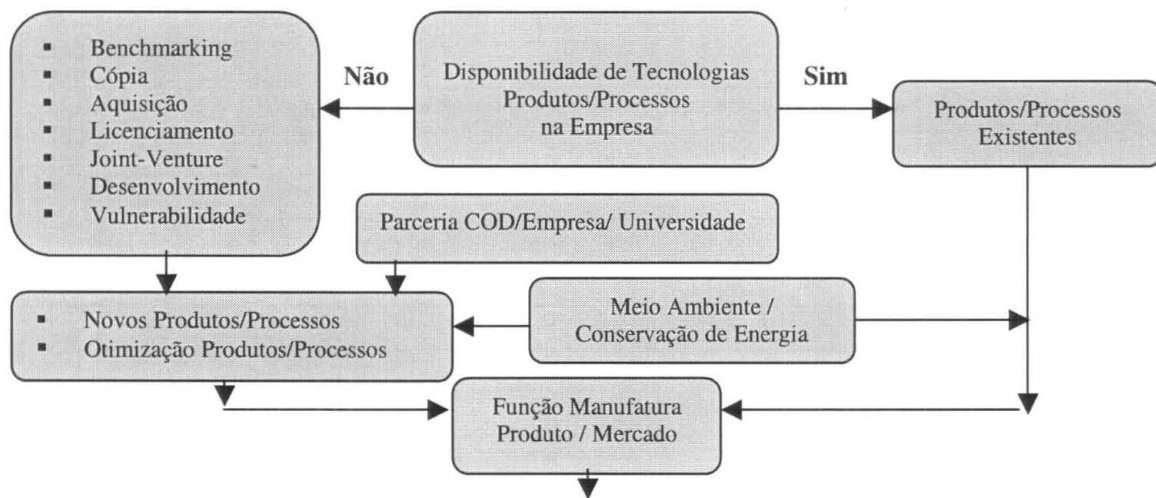 ▪ Benchmarking
▪ Cópia
▪ Aquisição
▪ Licenciamento
▪ Joint-Venture
▪ Desenvolvimento
▪ Vulnerabilidade
Não
Disponibilidade de Tecnologias
Produtos/Processos
na Empresa
Sim
Produtos/Processos
Existentes
Parceria COD/Empresa/ Universidade
▪ Novos Produtos/Processos
▪ Otimização Produtos/Processos
Meio Ambiente /
Conservação de Energia
Função Manufatura
Produto / Mercado